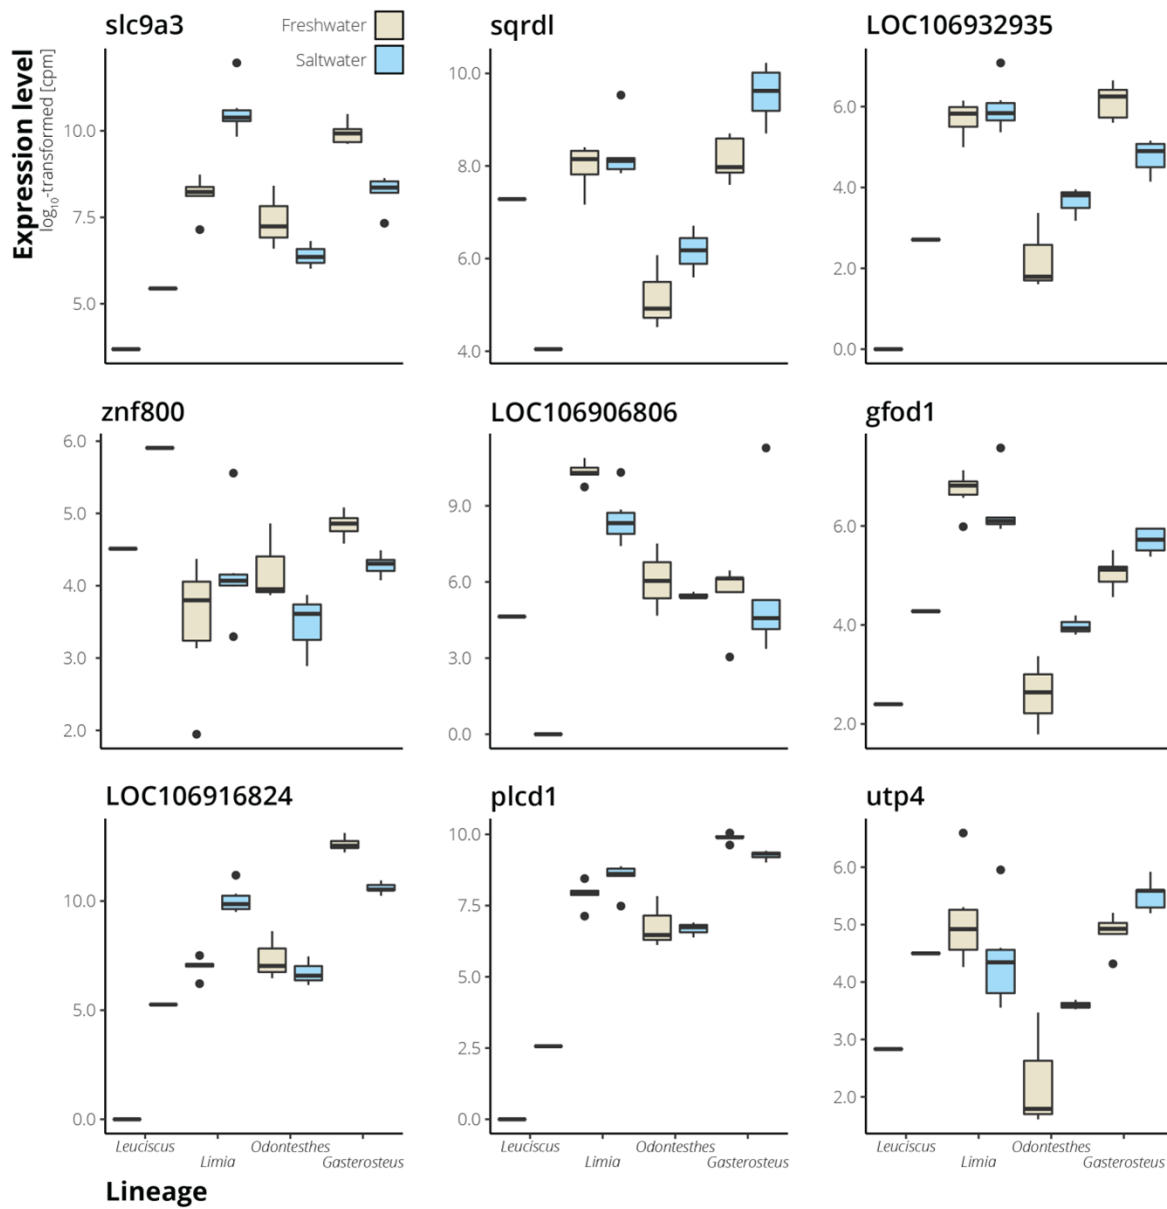 slc9a3
Freshwater
Saltwater
Expression level
log10-transformed [cpm]
10.0
7.5
5.0
sqrdl
10.0
8.0
6.0
4.0
LOC106932935
6.0
4.0
2.0
0.0
znf800
6.0
5.0
4.0
3.0
2.0
LOC106906806
9.0
6.0
3.0
0.0
gfod1
6.0
4.0
2.0
LOC106916824
10.0
5.0
0.0
Leuciscus
Limia
Odontesthes
Gasterosteus
plcd1
10.0
7.5
5.0
2.5
0.0
Leuciscus
Limia
Odontesthes
Gasterosteus
utp4
6.0
5.0
4.0
3.0
2.0
Leuciscus
Limia
Odontesthes
Gasterosteus
Lineage